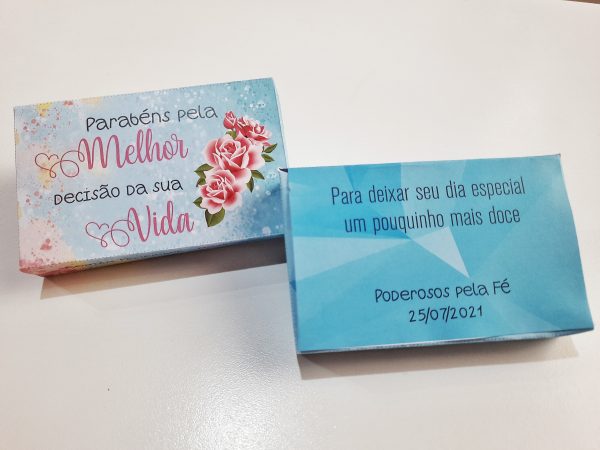 Parabéns pela
Melhor
Decisão da sua
Vida
Para deixar seu dia especial
um pouquinho mais doce
Poderosos pela Fé
25/07/2021